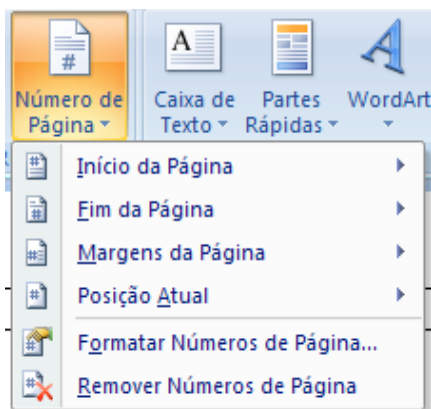 Número de Página
Caixa de Texto
Partes Rápidas
WordArt
Início da Página
Fim da Página
Margens da Página
Posição Atual
Formatar Números de Página...
Remover Números de Página